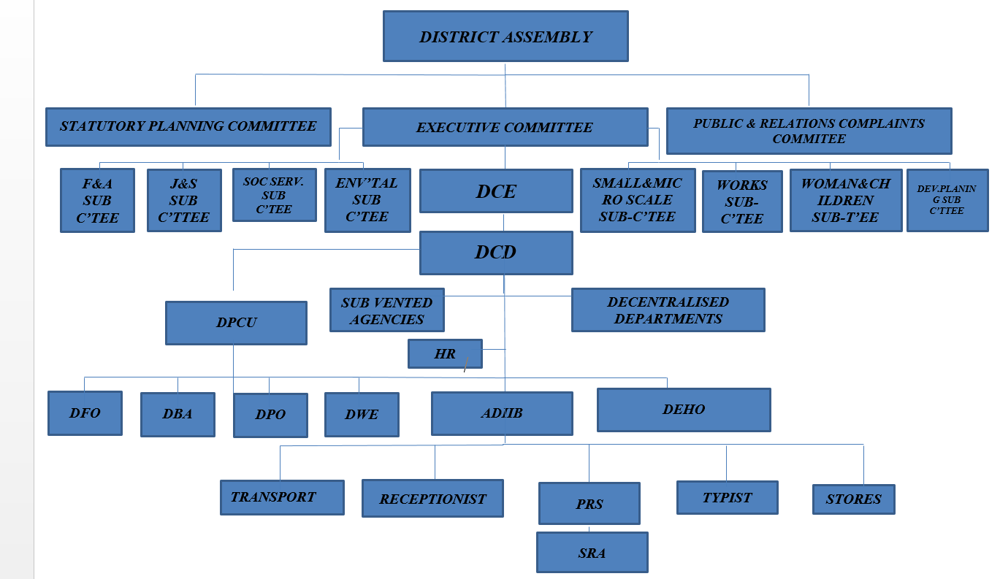 DISTRICT ASSEMBLY
STATUTORY PLANNING COMMITTEE
EXECUTIVE COMMITTEE
PUBLIC & RELATIONS COMPLAINTS
COMMITEE
F&A
SUB
C’TEE
J&S
SUB
C’TTEE
SOC SERV.
SUB
C’TEE
ENV’TAL
SUB
C’TEE
DCE
SMALL&MIC
RO SCALE
SUB-C’TEE
WORKS
SUB-
C’TEE
WOMAN&CH
ILDREN
SUB-T’EE
DEV.PLANIN
G SUB
C’TTEE
DCD
DPCU
SUB VENTED
AGENCIES
DECENTRALISED
DEPARTMENTS
HR
DFO
DBA
DPO
DWE
DEHO
TRANSPORT
RECEPTIONIST
PRS
TYPIST
STORES
SRA